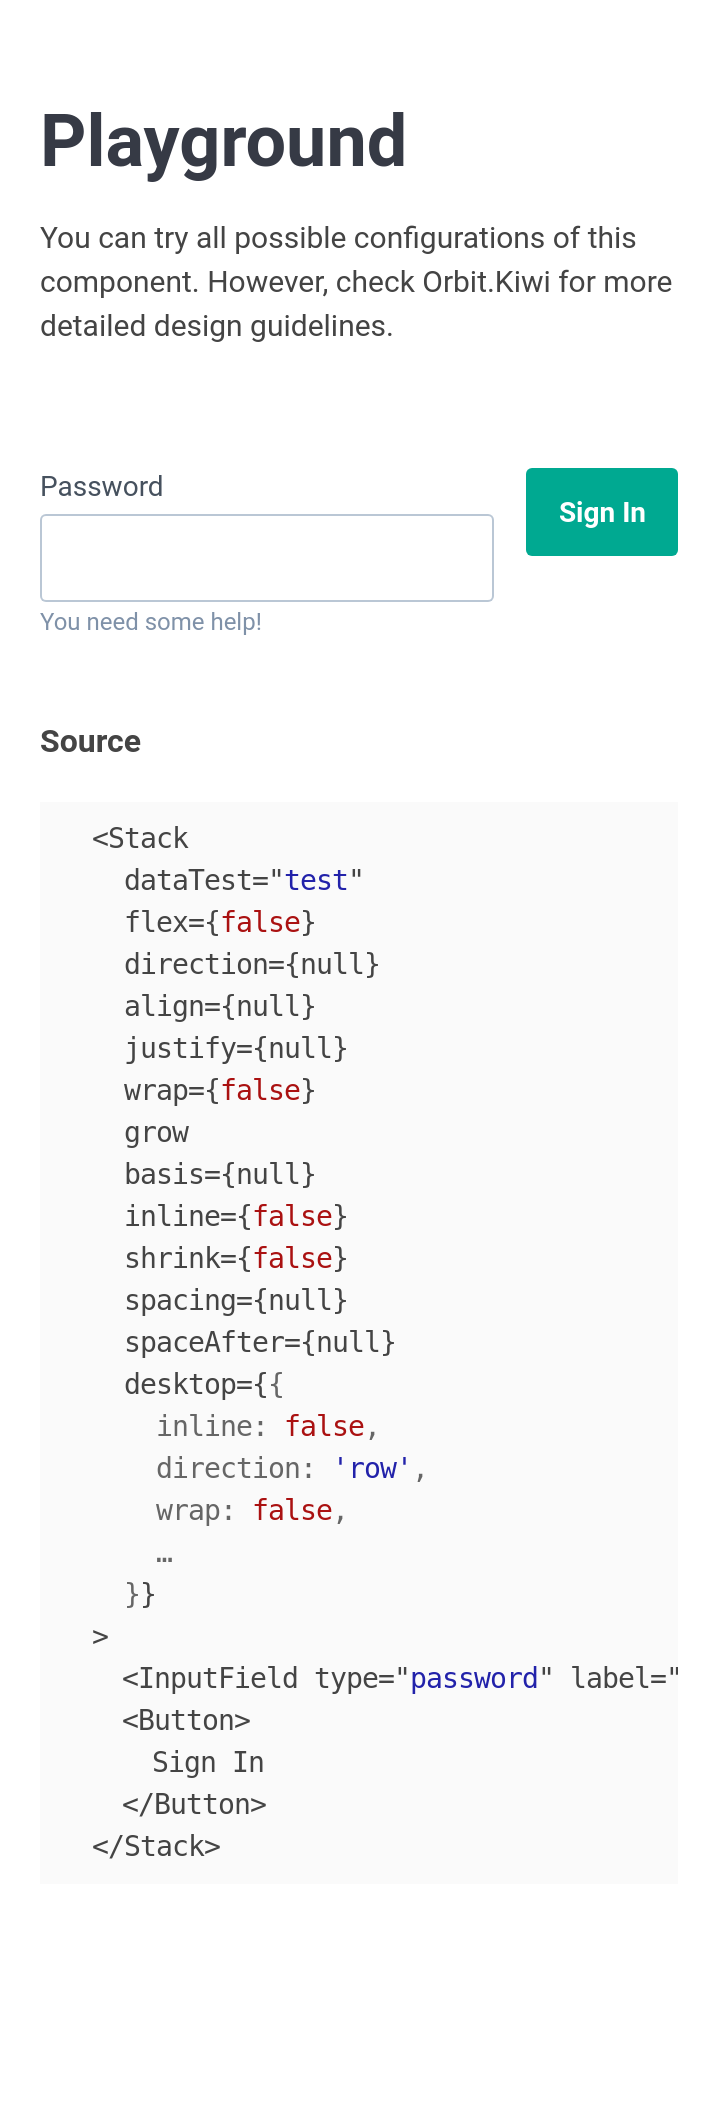 Playground
You can try all possible configurations of this
component. However, check Orbit.Kiwi for more
detailed design guidelines.
Password
Sign In
You need some help!
Source
<Stack
dataTest="test"
flex={false}
direction={null}
align={null}
justify={null}
wrap={false}
grow
basis={null}
inline={false}
shrink={false}
spacing={null}
spaceAfter={null}
desktop={{
inline: false,
direction: 'row',
wrap: false,
…
}}
>
<InputField type="password" label="
<Button>
Sign In
</Button>
</Stack>